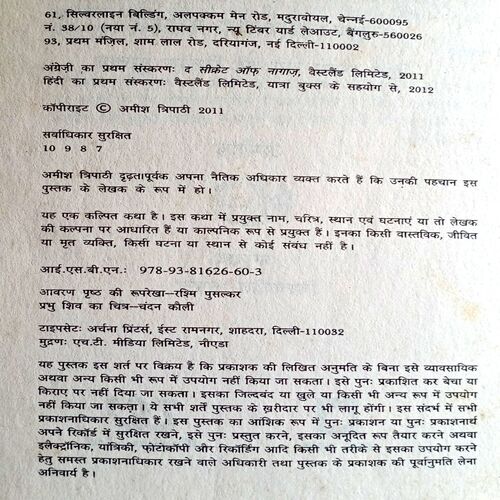 61, सिल्वरलाइन बिल्डिंग, अलपक्कम मेन रोड, मदुरावोयल, चेन्नई-600095
नं. 38/10 (नया नं. 5), राघव नगर, न्यू टिंबर यार्ड लेआउट, बैंगलुरु-560026
93, प्रथम मंज़िल, शाम लाल रोड, दरियागंज, नई दिल्ली-110002
अंग्रेज़ी का प्रथम संस्करणः द सीक्रेट ऑफ़ नागाज़, वैस्टलैंड लिमिटेड, 2011
हिंदी का प्रथम संस्करणः वैस्टलैंड लिमिटेड, यात्रा बुक्स के सहयोग से, 2012
कॉपीराइट © अमीश त्रिपाठी 2011
सर्वाधिकार सुरक्षित
10 9 8 7
अमीश त्रिपाठी दृढ़तापूर्वक अपना नैतिक अधिकार व्यक्त करते हैं कि उनकी पहचान इस
पुस्तक के लेखक के रूप में हो।
यह एक कल्पित कथा है। इस कथा में प्रयुक्त नाम, चरित्र, स्थान एवं घटनाएं या तो लेखक
की कल्पना पर आधारित हैं या काल्पनिक रूप से प्रयुक्त हैं। इनका किसी वास्तविक, जीवित
या मृत व्यक्ति, किसी घटना या स्थान से कोई संबंध नहीं है।
आई.एस.बी.एन.: 978-93-81626-60-3
आवरण पृष्ठ की रूपरेखा—रश्मि पुसल्कर
प्रभु शिव का चित्र—चंदन कौली
टाइपसेटः अर्चना प्रिंटर्स, ईस्ट रामनगर, शाहदरा, दिल्ली-110032
मुद्रणः एच.टी. मीडिया लिमिटेड, नौएडा
यह पुस्तक इस शर्त पर विक्रय है कि प्रकाशक की लिखित अनुमति के बिना इसे व्यावसायिक
अथवा अन्य किसी भी रूप में उपयोग नहीं किया जा सकता। इसे पुनः प्रकाशित कर बेचा या
किराए पर नहीं दिया जा सकता। इसका जिल्दबंद या खुले या किसी भी अन्य रूप में उपयोग
नहीं किया जा सकता। ये सभी शर्तें पुस्तक के ख़रीदार पर भी लागू होंगी। इस संदर्भ में सभी
प्रकाशनाधिकार सुरक्षित हैं। इस पुस्तक का आंशिक रूप में पुनः प्रकाशन या पुनः प्रकाशनार्थ
अपने रिकॉर्ड में सुरक्षित रखने, इसे पुनः प्रस्तुत करने, इसका अनूदित रूप तैयार करने अथवा
इलैक्ट्रॉनिक, यांत्रिकी, फ़ोटोकॉपी और रिकॉर्डिंग आदि किसी भी तरीके से इसका उपयोग करने
हेतु समस्त प्रकाशनाधिकार रखने वाले अधिकारी तथा पुस्तक के प्रकाशक की पूर्वानुमति लेना
अनिवार्य है।